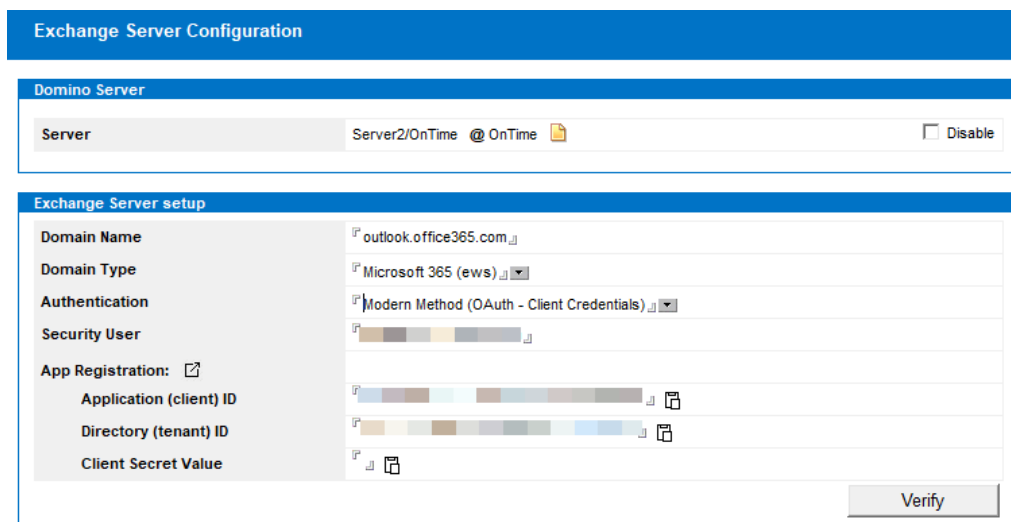 Exchange Server Configuration
Domino Server
Server Server2/OnTime @ OnTime Disable
Exchange Server setup
Domain Name outlook.office365.com
Domain Type Microsoft 365 (ews)
Authentication Modern Method (OAuth - Client Credentials)
Security User
App Registration:
Application (client) ID
Directory (tenant) ID
Client Secret Value
Verify